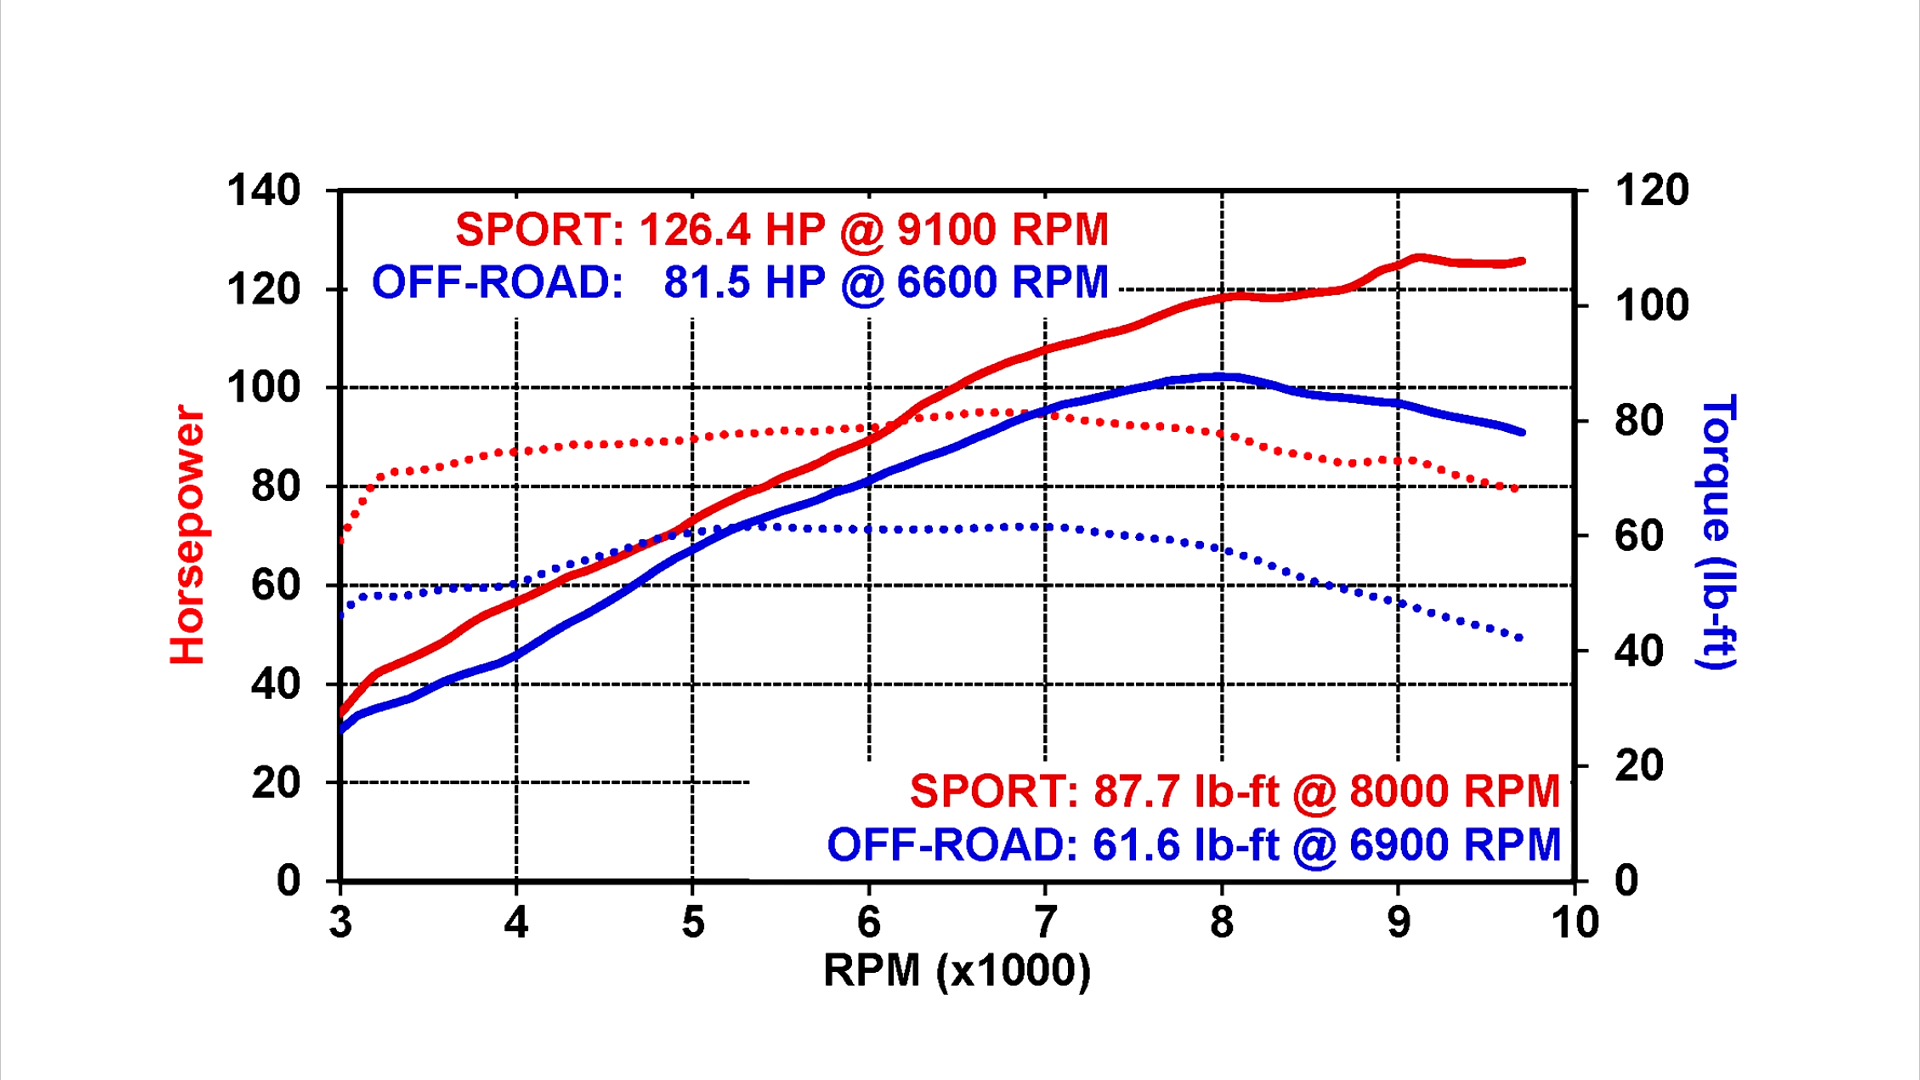 140
120
100
80
60
40
20
0
Horsepower
SPORT: 126.4 HP @ 9100 RPM
OFF-ROAD: 81.5 HP @ 6600 RPM
SPORT: 87.7 lb-ft @ 8000 RPM
OFF-ROAD: 61.6 lb-ft @ 6900 RPM
120
100
80
60
40
20
0
Torque (lb-ft)
3 4 5 6 7 8 9 10
RPM (x1000)